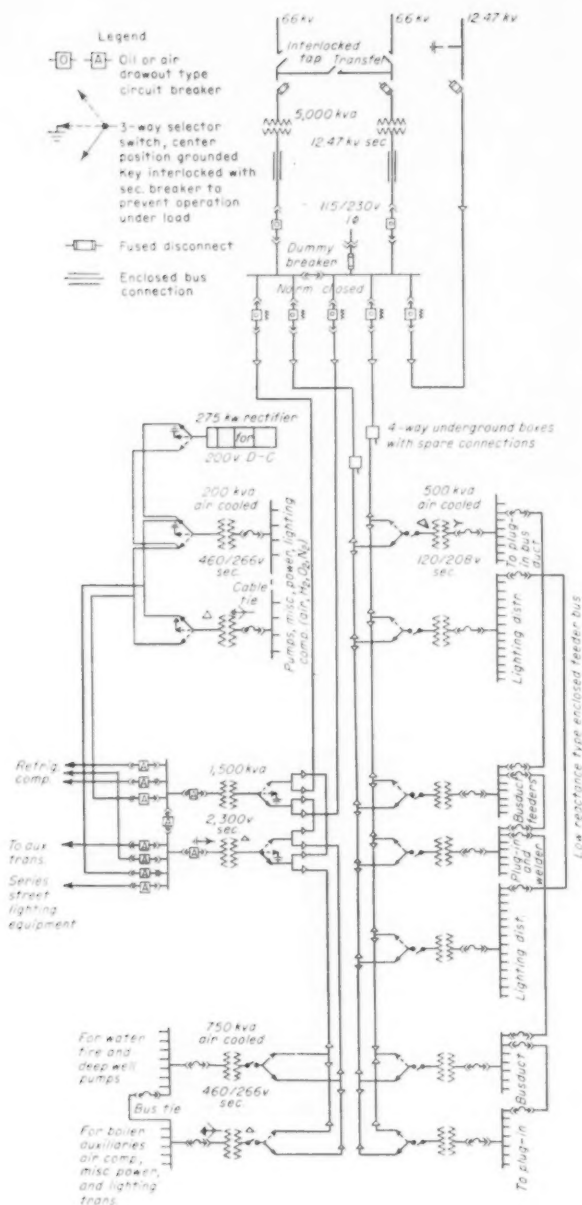 66 kv
66 kv
12.47 kv
Legend
Oil or air
drawout type
circuit breaker
3-way selector
switch, center
position grounded
Key interlocked with
sec. breaker to
prevent operation
under load
Fused disconnect
Enclosed bus
connection
Interlocked
tap Transfer
5,000 kva
12.47 kv sec.
115/230v
1φ
Dummy
breaker
Norm. closed
275 kw rectifier
for
200 v. D-C
4-way underground boxes
with spare connections
200 kva
air cooled
460/266v
sec.
Cable
tie
Pumps, misc. power, lighting
comp. (air, H₂,O₂,N₂)
500 kva
air cooled
120/208v
sec.
To plug-
in bus
duct
Lighting distr.
Low reactance type enclosed feeder bus
Refrig.
comp.
1,500 kva
2,300v
sec.
To aux
trans.
Series
street
lighting
equipment
Busduct
feeders
Plug-in
and
welder
Lighting dist.
For water
fire and
deep well
pumps
750 kva
air cooled
460/266v
sec.
Bus tie
For boiler
auxiliaries
air comp.,
misc. power,
and lighting
trans.
Busduct
To plug-in